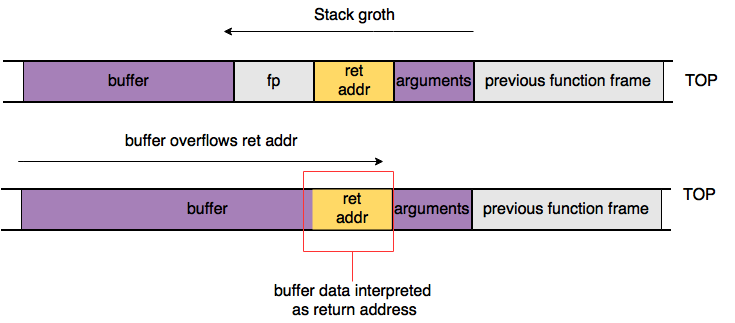 Stack groth
buffer
fp
ret
addr
arguments
previous function frame
TOP
buffer overflows ret addr
buffer
ret
addr
arguments
previous function frame
TOP
buffer data interpreted
as return address